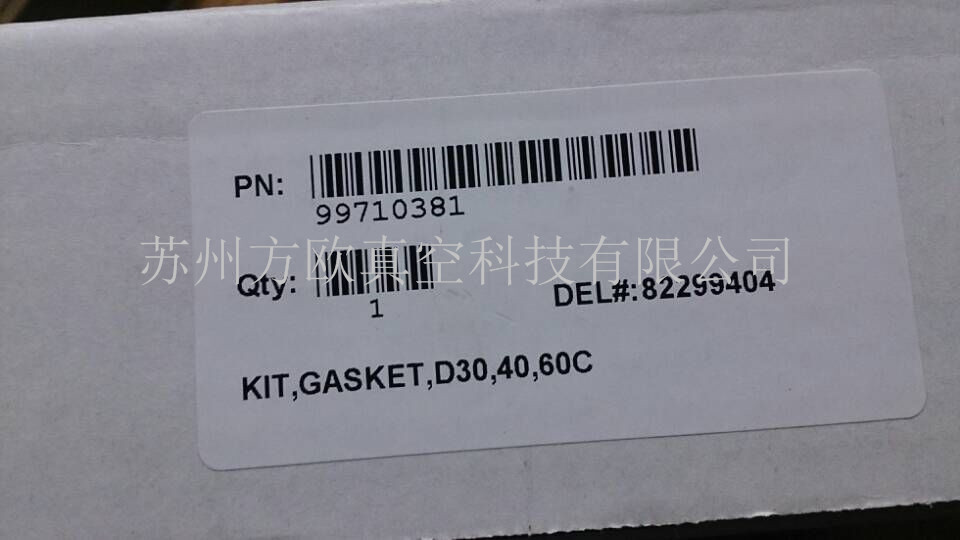 PN:
99710381
苏州方欧真空科技有限公司
Qty:
1
DEL#:82299404
KIT,GASKET,D30,40,60C